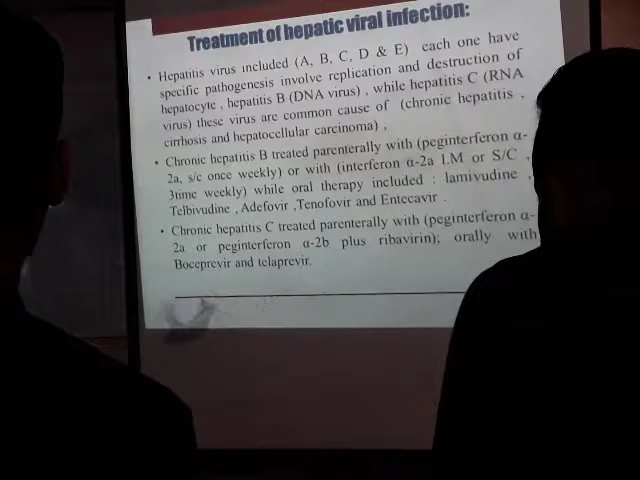 Treatment of hepatic viral infection:
• Hepatitis virus included (A, B, C, D & E) each one have
specific pathogenesis involve replication and destruction of
hepatocyte , hepatitis B (DNA virus) , while hepatitis C (RNA
virus) these virus are common cause of (chronic hepatitis ,
cirrhosis and hepatocellular carcinoma) ,
• Chronic hepatitis B treated parenterally with (peginterferon α-
2a, s/c once weekly) or with (interferon α-2a I.M or S/C ,
3time weekly) while oral therapy included : lamivudine ,
Telbivudine , Adefovir ,Tenofovir and Entecavir .
• Chronic hepatitis C treated parenterally with (peginterferon α-
2a or peginterferon α-2b plus ribavirin); orally with
Boceprevir and telaprevir.